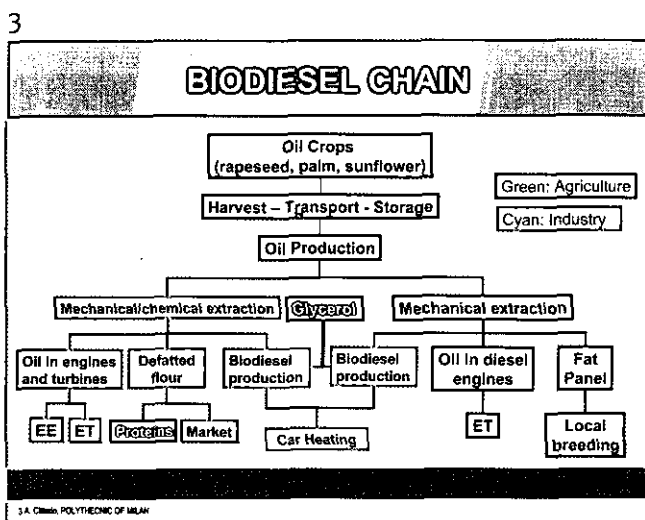 3
BIODIESEL CHAIN
Oil Crops
(rapeseed, palm, sunflower)
Green: Agriculture
Harvest – Transport - Storage
Cyan: Industry
Oil Production
Mechanical/chemical extraction
Glycerol
Mechanical extraction
Oil in engines
and turbines
Defatted
flour
Biodiesel
production
Biodiesel
production
Oil in diesel
engines
Fat
Panel
EE
ET
Proteins
Market
Car Heating
ET
Local
breeding
3 A. POLYTHECNIC OF MILAN